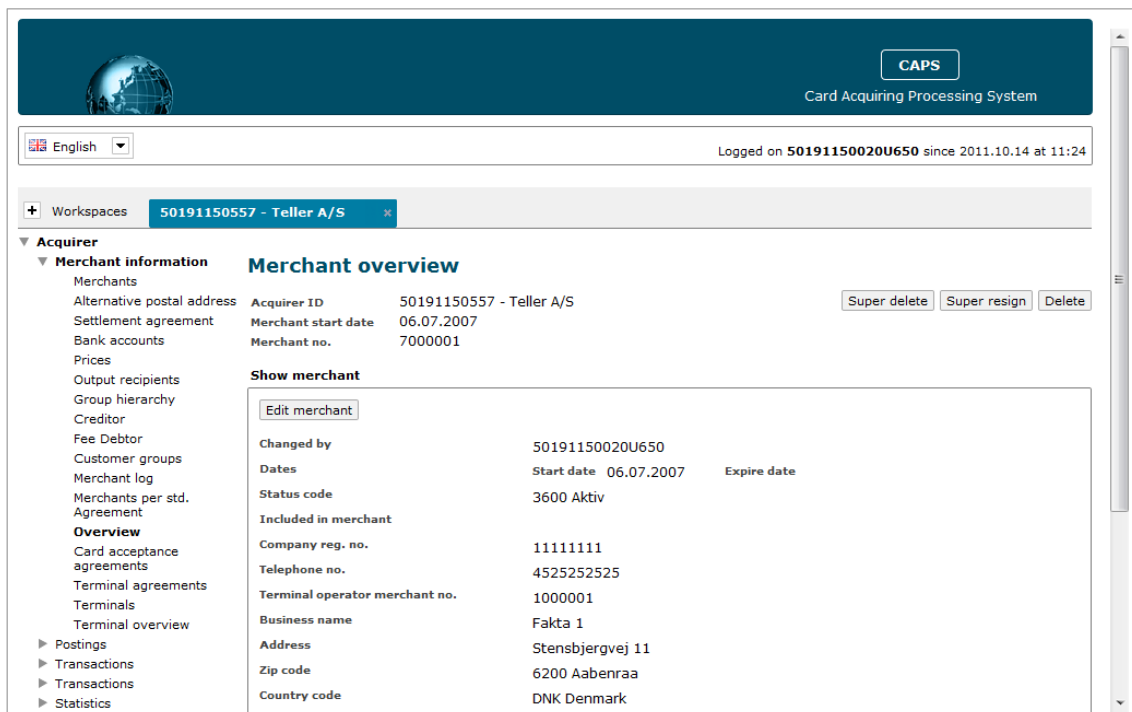 CAPS
Card Acquiring Processing System
English
Logged on 50191150020U650 since 2011.10.14 at 11:24
+ Workspaces 50191150557 - Teller A/S ×
Acquirer
Merchant information
Merchants
Alternative postal address
Settlement agreement
Bank accounts
Prices
Output recipients
Group hierarchy
Creditor
Fee Debtor
Customer groups
Merchant log
Merchants per std.
Agreement
Overview
Card acceptance
agreements
Terminal agreements
Terminals
Terminal overview
Postings
Transactions
Transactions
Statistics
Merchant overview
Acquirer ID 50191150557 - Teller A/S
Super delete Super resign Delete
Merchant start date 06.07.2007
Merchant no. 7000001
Show merchant
Edit merchant
Changed by 50191150020U650
Dates Start date 06.07.2007 Expire date
Status code 3600 Aktiv
Included in merchant
Company reg. no. 11111111
Telephone no. 4525252525
Terminal operator merchant no. 1000001
Business name Fakta 1
Address Stensbjergvej 11
Zip code 6200 Aabenraa
Country code DNK Denmark